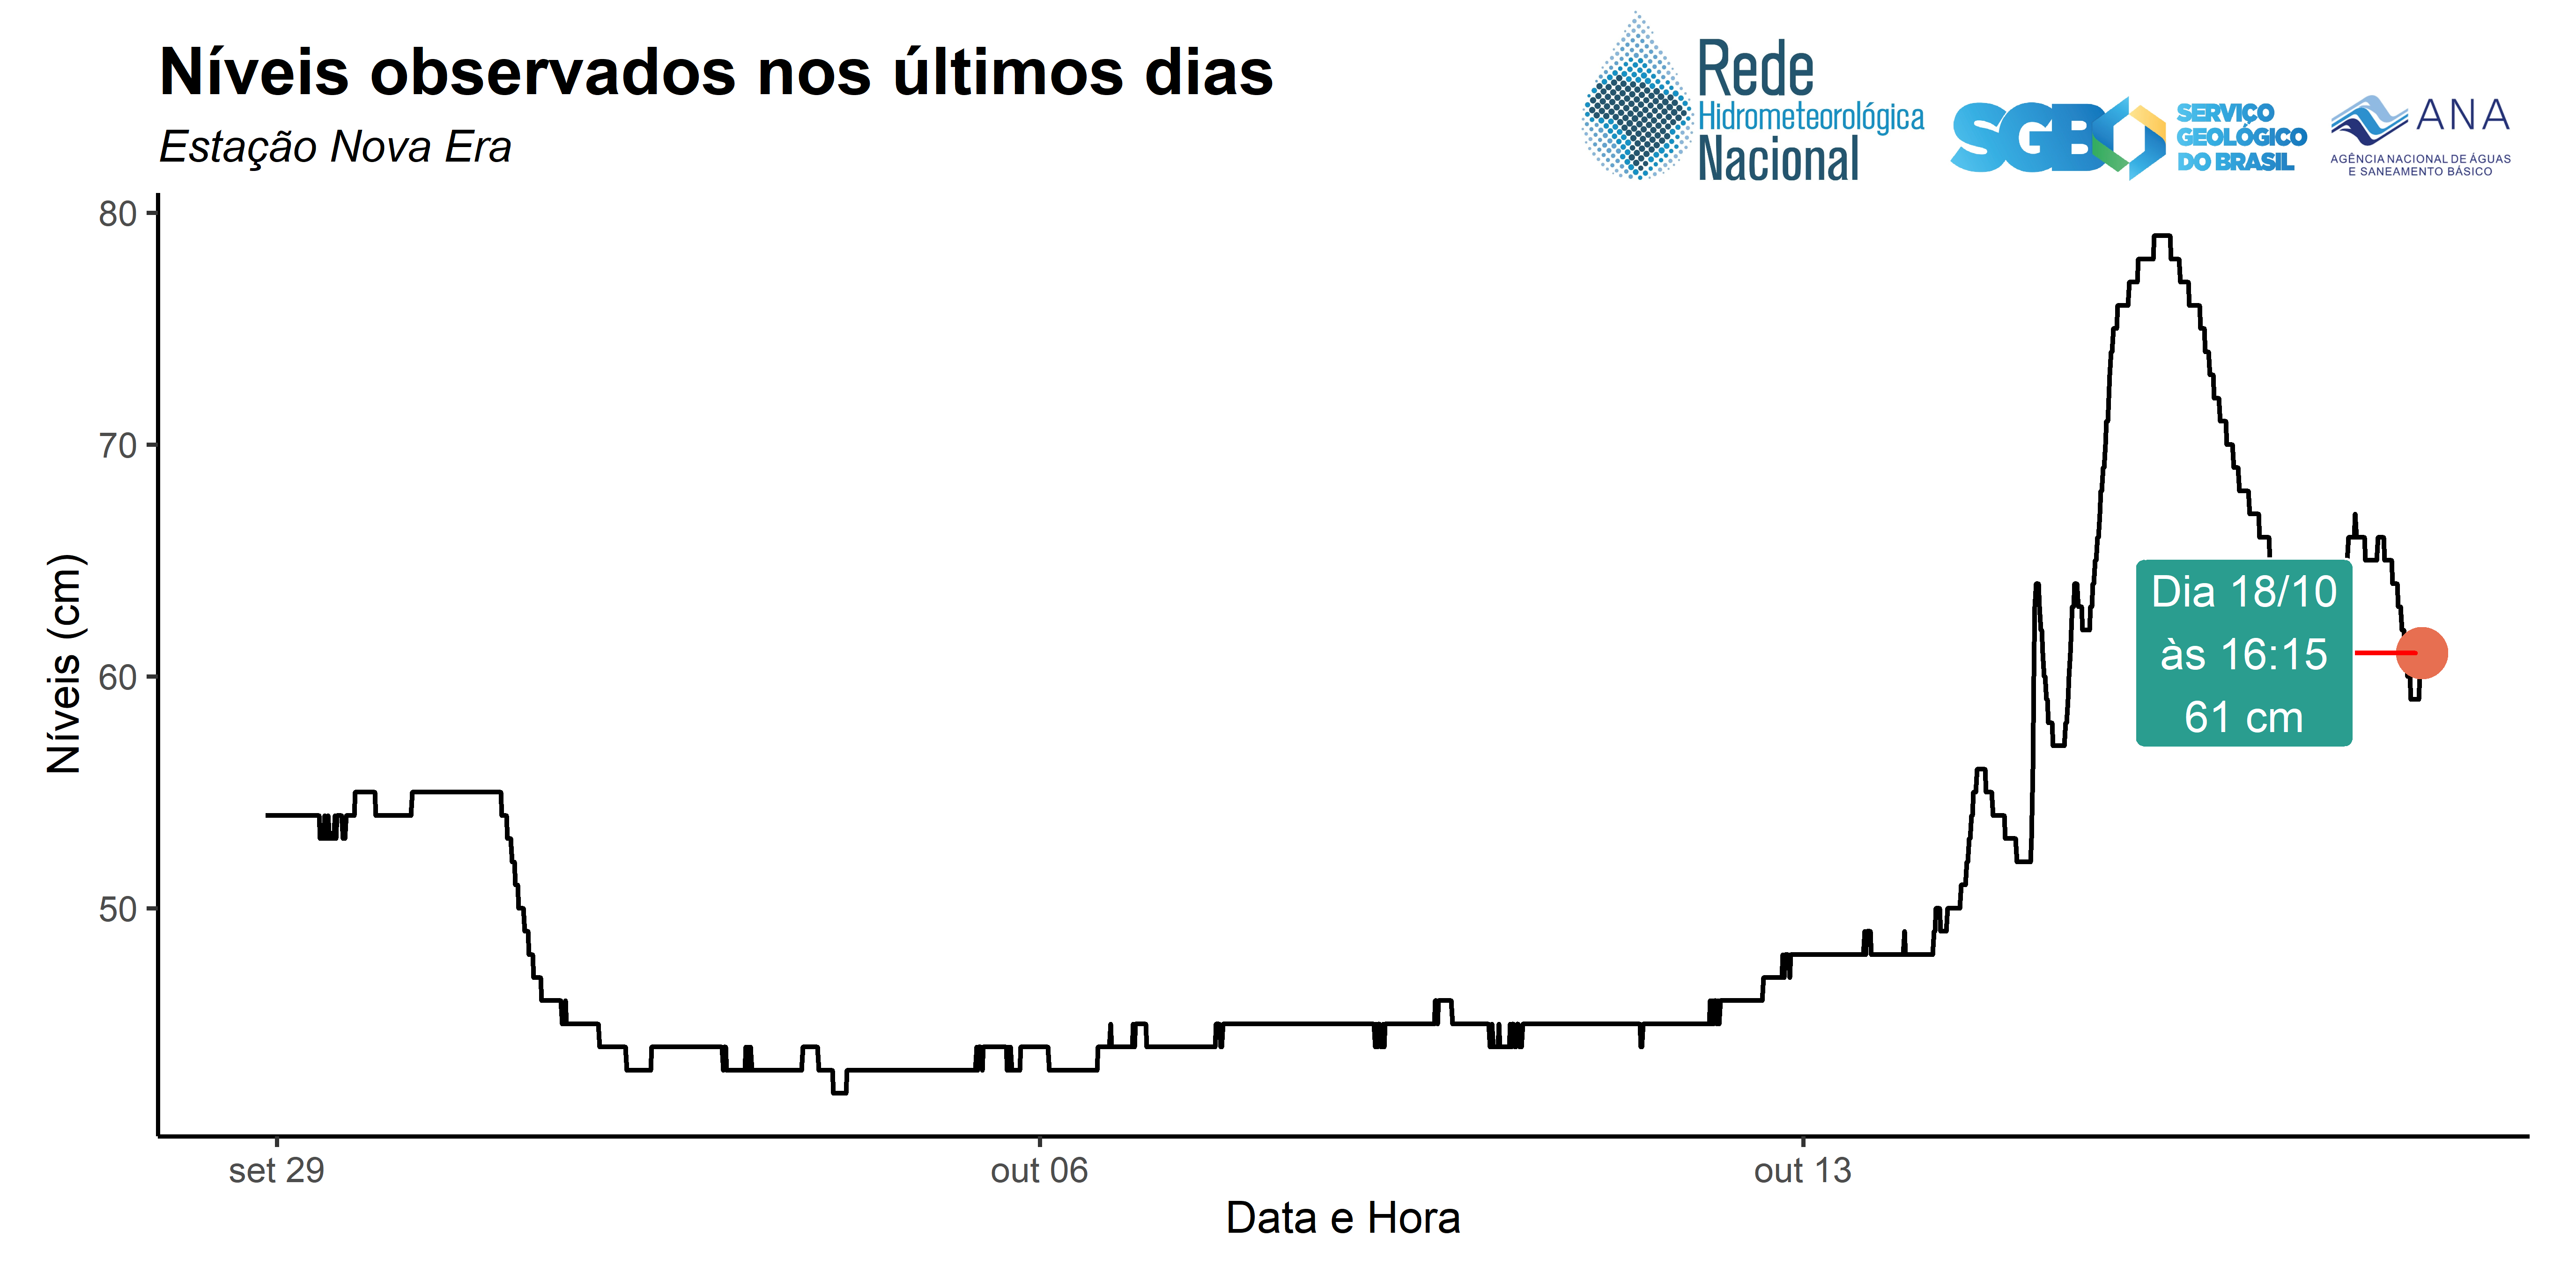 Níveis observados nos últimos dias
Estação Nova Era
Rede
Hidrometeorológica
Nacional
SGB
SERVIÇO
GEOLÓGICO
DO BRASIL
ANA
AGÊNCIA NACIONAL DE ÁGUAS
E SANEAMENTO BÁSICO
Níveis (cm)
80
70
60
50
Dia 18/10
às 16:15
61 cm
set 29
out 06
out 13
Data e Hora